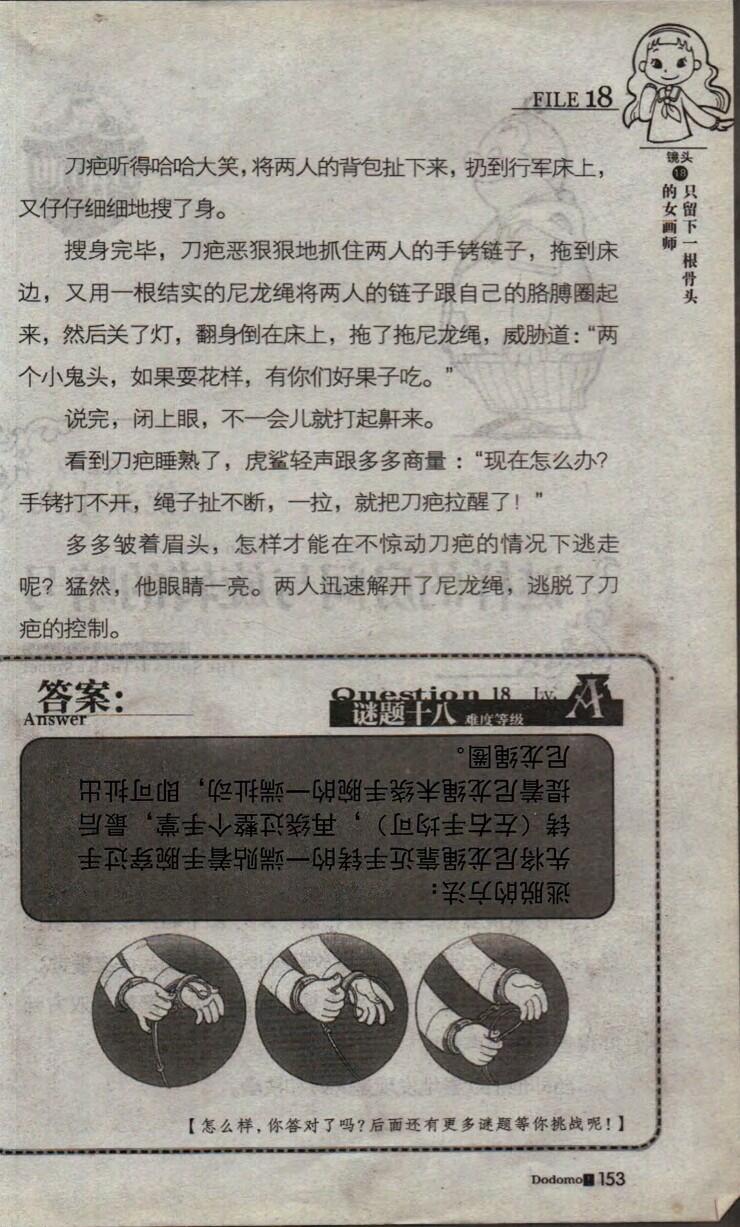 FILE 18
镜头
18
只留下一根骨头
的女画师
刀疤听得哈哈大笑，将两人的背包扯下来，扔到行军床上，
又仔仔细细地搜了身。
搜身完毕，刀疤恶狠狠地抓住两人的手铐链子，拖到床
边，又用一根结实的尼龙绳将两人的链子跟自己的胳膊圈起
来，然后关了灯，翻身倒在床上，拖了拖尼龙绳，威胁道：“两
个小鬼头，如果耍花样，有你们好果子吃。”
说完，闭上眼，不一会儿就打起鼾来。
看到刀疤睡熟了，虎鲨轻声跟多多商量：“现在怎么办？
手铐打不开，绳子扯不断，一拉，就把刀疤拉醒了！”
多多皱着眉头，怎样才能在不惊动刀疤的情况下逃走
呢？猛然，他眼睛一亮。两人迅速解开了尼龙绳，逃脱了刀
疤的控制。
答案：
Answer
Question 18 Lv. A
谜题十八 难度等级
逃脱的方法：
先将尼龙绳靠近手铐的一端贴着手腕穿过手
铐（左右手均可），再绕过整个手掌，最后
提着尼龙绳未绕手腕的一端扯动，即可扯出
尼龙绳圈。
【怎么样，你答对了吗？后面还有更多谜题等你挑战呢！】
Dodomo! 153